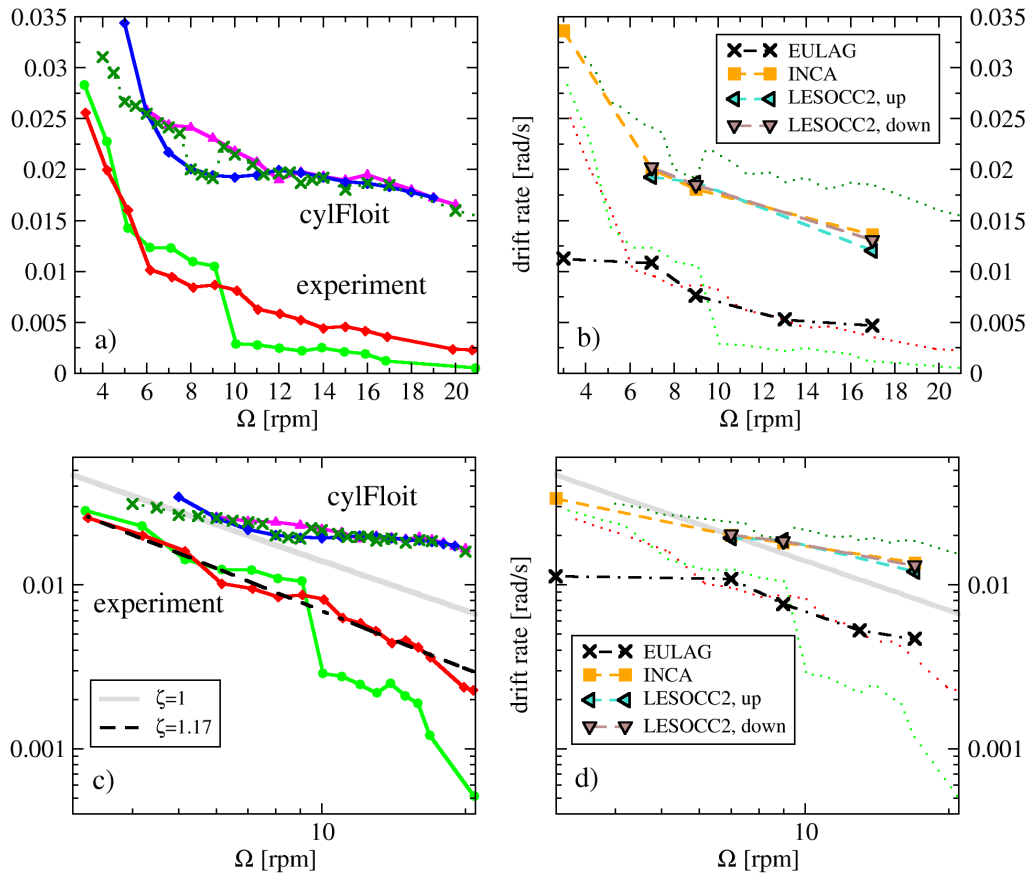 0.035
0.03
0.025
0.02
0.015
0.01
0.005
0
cylFloit
experiment
a)
4 6 8 10 12 14 16 18 20
Ω [rpm]
EULAG
INCA
LESOCC2, up
LESOCC2, down
drift rate [rad/s]
0.035
0.03
0.025
0.02
0.015
0.01
0.005
0
b)
4 6 8 10 12 14 16 18 20
Ω [rpm]
0.01
0.001
cylFloit
experiment
ζ=1
ζ=1.17
c)
10
Ω [rpm]
drift rate [rad/s]
0.01
0.001
EULAG
INCA
LESOCC2, up
LESOCC2, down
d)
10
Ω [rpm]